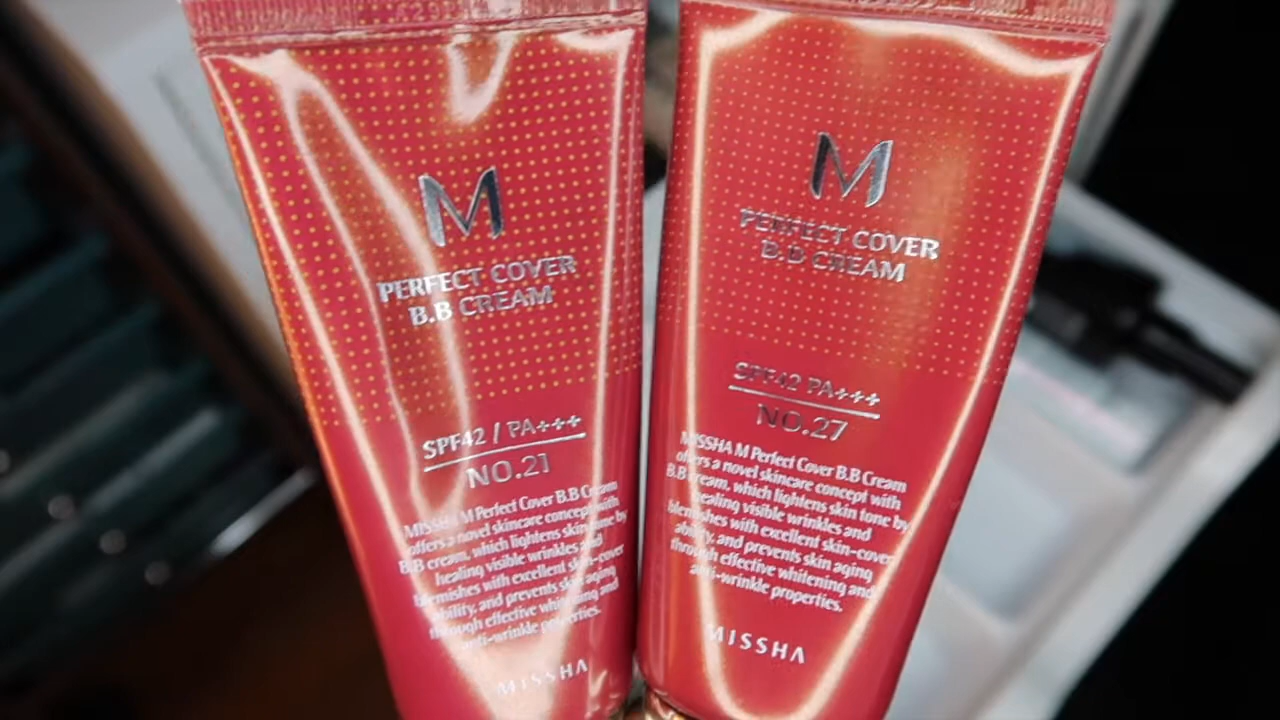 M
PERFECT COVER
B.B CREAM
SPF42 / PA+++
NO.21
MISSHA M Perfect Cover B.B Cream
offers a novel skincare concept with
B.B cream, which lightens skin tone by
healing visible wrinkles and
blemishes with excellent skin-cover
ability, and prevents skin aging
through effective whitening and
anti-wrinkle properties.
MISSHA
M
PERFECT COVER
B.B CREAM
SPF42 PA+++
NO.27
MISSHA M Perfect Cover B.B Cream
offers a novel skincare concept with
B.B cream, which lightens skin tone by
healing visible wrinkles and
blemishes with excellent skin-cover
ability, and prevents skin aging
through effective whitening and
anti-wrinkle properties.
MISSHA